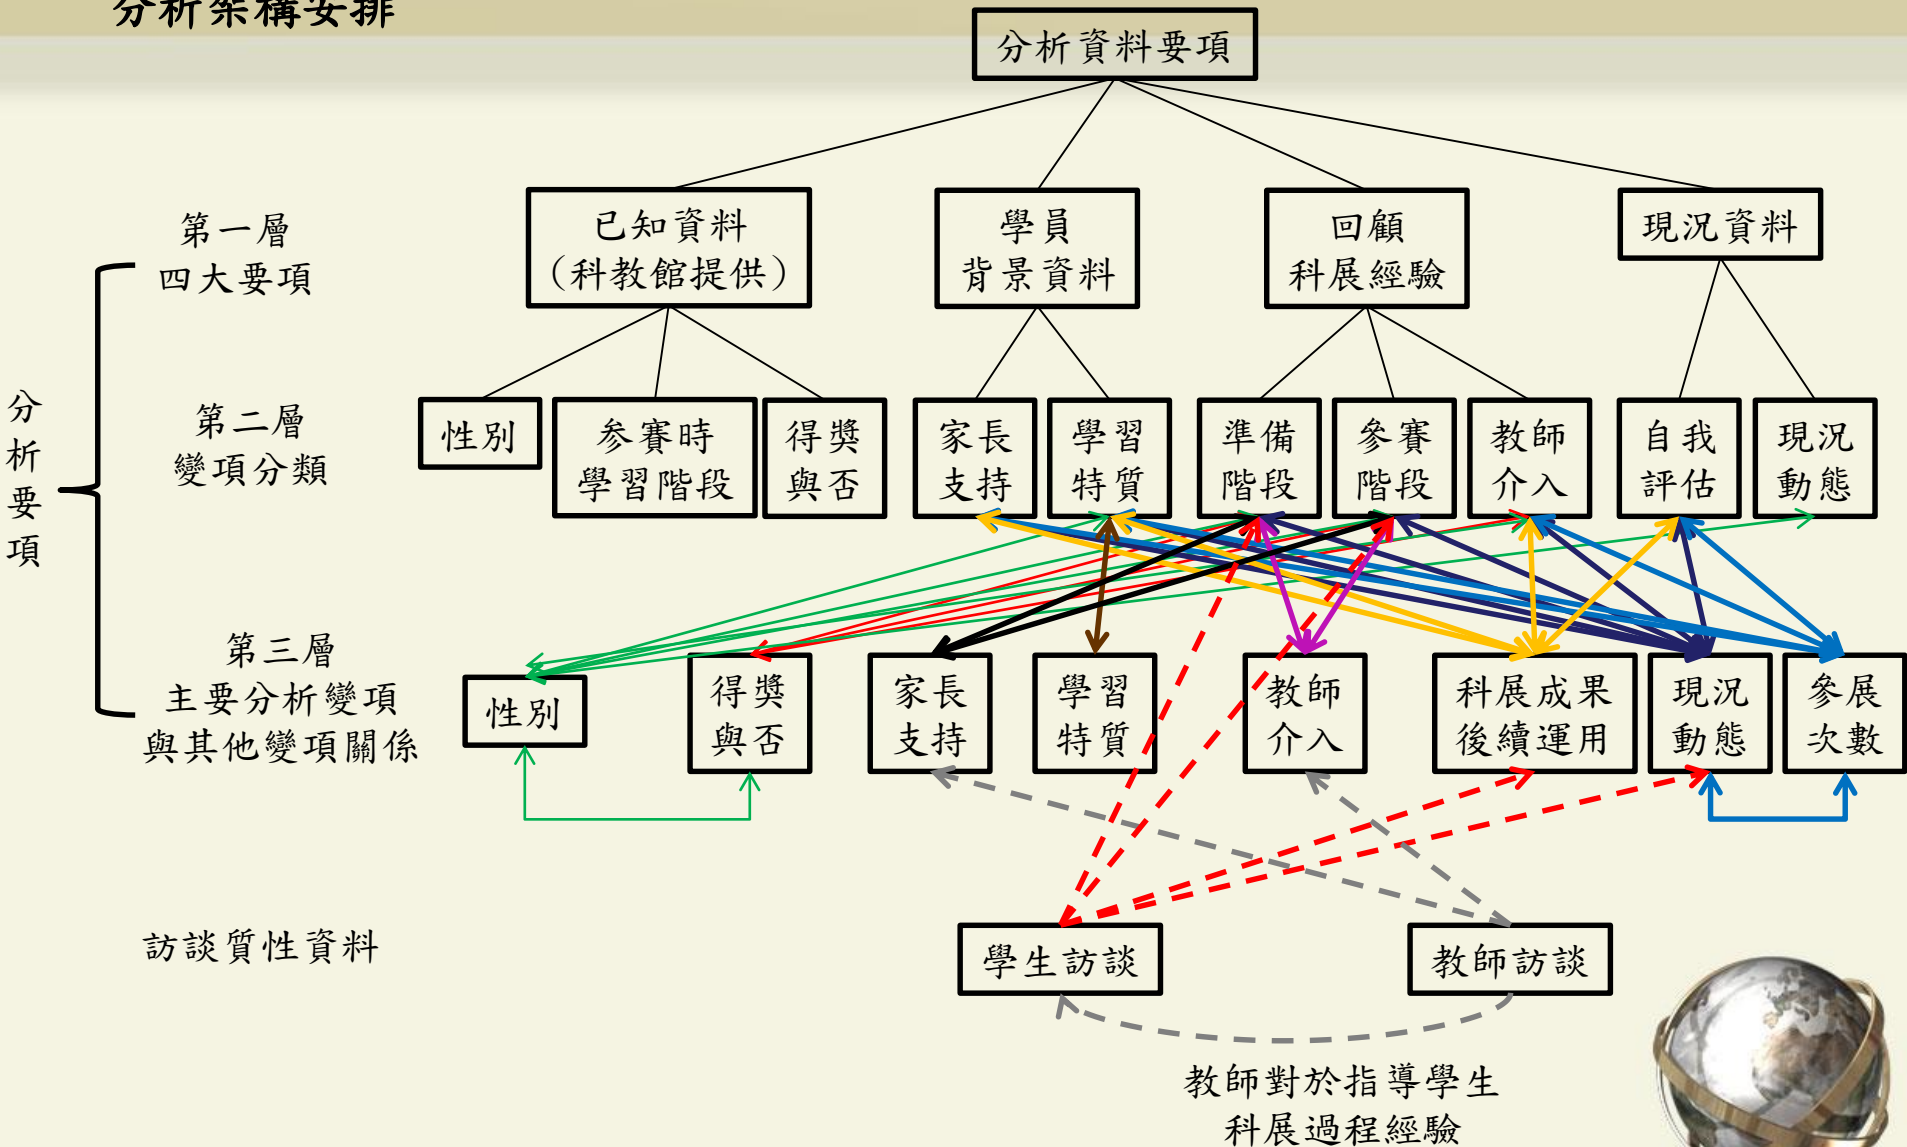 分析架構安排
分析資料要項
第一層
四大要項
已知資料
（科教館提供）
學員
背景資料
回顧
科展經驗
現況資料
分析要項
第二層
變項分類
性別
參賽時
學習階段
得獎
與否
家長
支持
學習
特質
準備
階段
參賽
階段
教師
介入
自我
評估
現況
動態
第三層
主要分析變項
與其他變項關係
性別
得獎
與否
家長
支持
學習
特質
教師
介入
科展成果
後續運用
現況
動態
參展
次數
訪談質性資料
學生訪談
教師訪談
教師對於指導學生
科展過程經驗